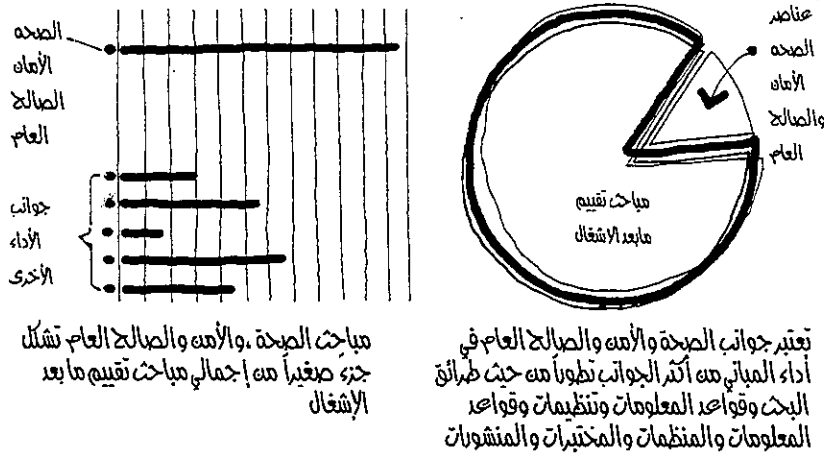 عناصر
الصحه
الأمان
والصالح
العام
مباحث تقييم
مابعد الاشغال
تعتبر جوانب الصحة والأمن والصالح العام في
أداء المباني من أكثر الجوانب تطوراً من حيث طرائق
البحث وقواعد المعلومات وتنظيمات وقواعد
المعلومات والمنظمات والمختبرات والمنشورات
الصحه
الأمان
الصالح
العام
جوانب
الأداء
الأخرى
مباحث الصحة ،والأمن والصالح العام تشكل
جزء صغيراً من إجمالي مباحث تقييم ما بعد
الإشغال